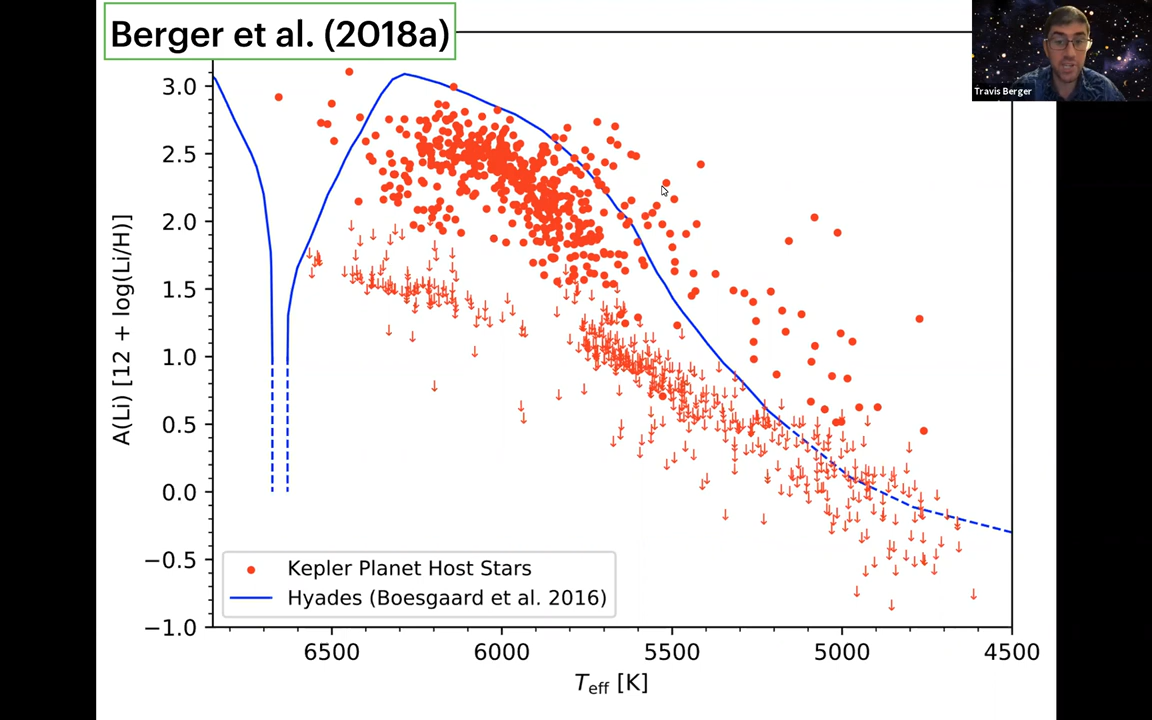 Berger et al. (2018a)
Travis Berger
3.0
2.5
2.0
1.5
1.0
0.5
0.0
−0.5
−1.0
A(Li) [12 + log(Li/H)]
Kepler Planet Host Stars
Hyades (Boesgaard et al. 2016)
6500 6000 5500 5000 4500
Teff [K]